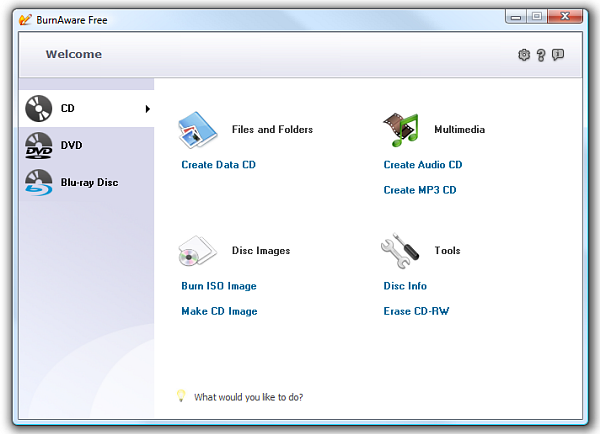 BurnAware Free
Welcome
CD
DVD
Blu-ray Disc
Files and Folders
Create Data CD
Multimedia
Create Audio CD
Create MP3 CD
Disc Images
Burn ISO Image
Make CD Image
Tools
Disc Info
Erase CD-RW
What would you like to do?